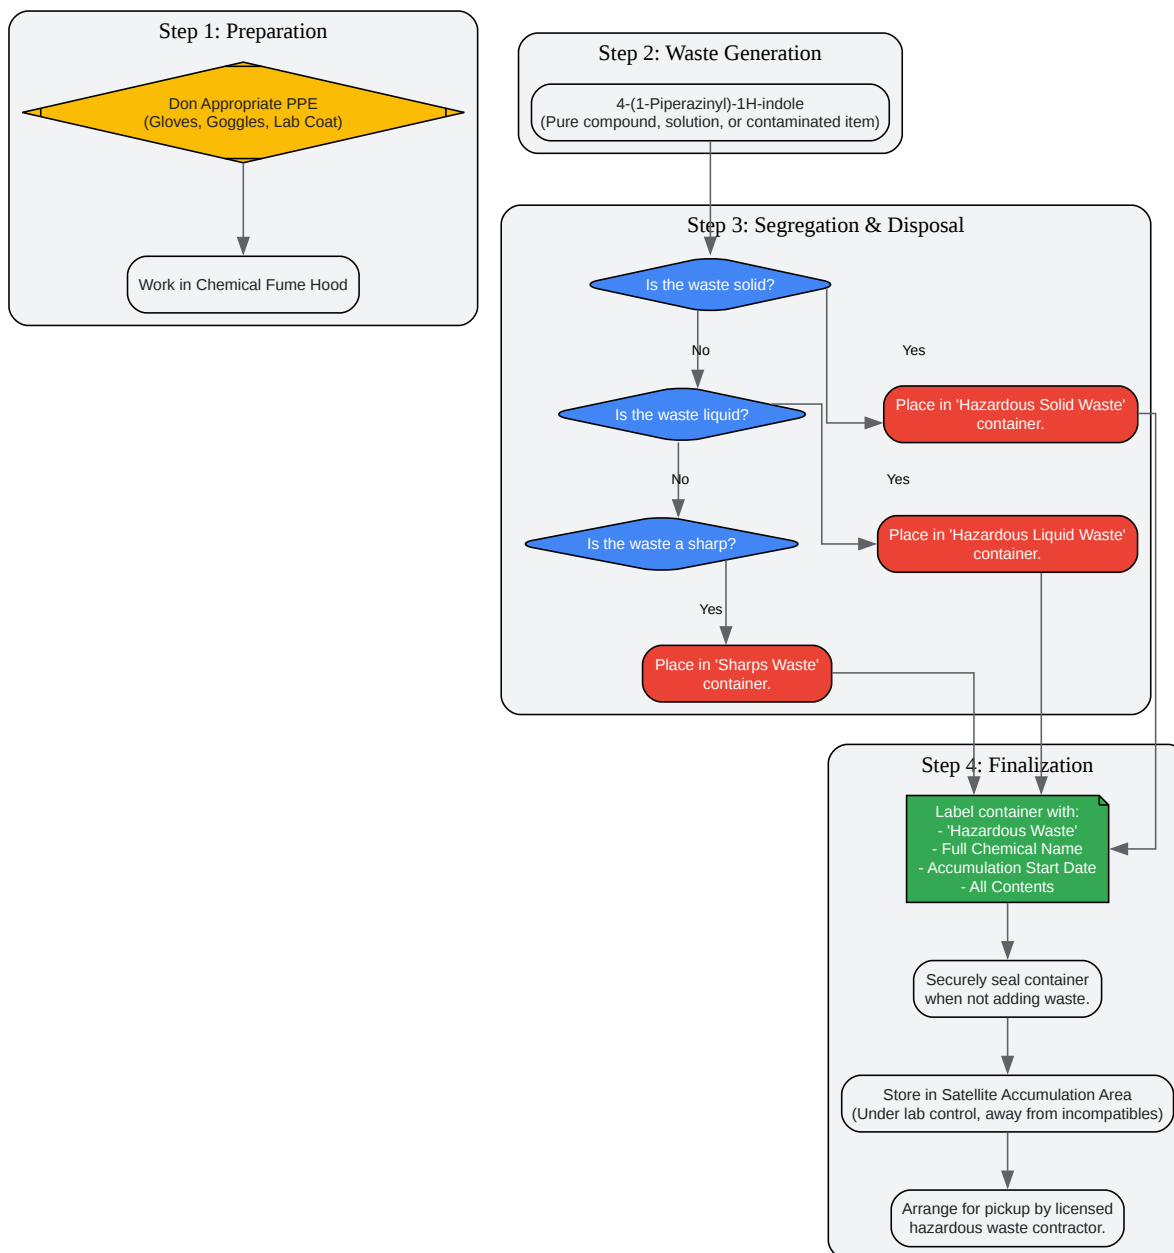 Step 1: Preparation
Don Appropriate PPE
(Gloves, Goggles, Lab Coat)
Work in Chemical Fume Hood
Step 2: Waste Generation
4-(1-Piperazinyl)-1H-indole
(Pure compound, solution, or contaminated item)
Step 3: Segregation & Disposal
Is the waste solid?
No
Yes
Is the waste liquid?
Place in 'Hazardous Solid Waste'
container.
No
Yes
Is the waste a sharp?
Place in 'Hazardous Liquid Waste'
container.
Yes
Place in 'Sharps Waste'
container.
Step 4: Finalization
Label container with:
- 'Hazardous Waste'
- Full Chemical Name
- Accumulation Start Date
- All Contents
Securely seal container
when not adding waste.
Store in Satellite Accumulation Area
(Under lab control, away from incompatibles)
Arrange for pickup by licensed
hazardous waste contractor.